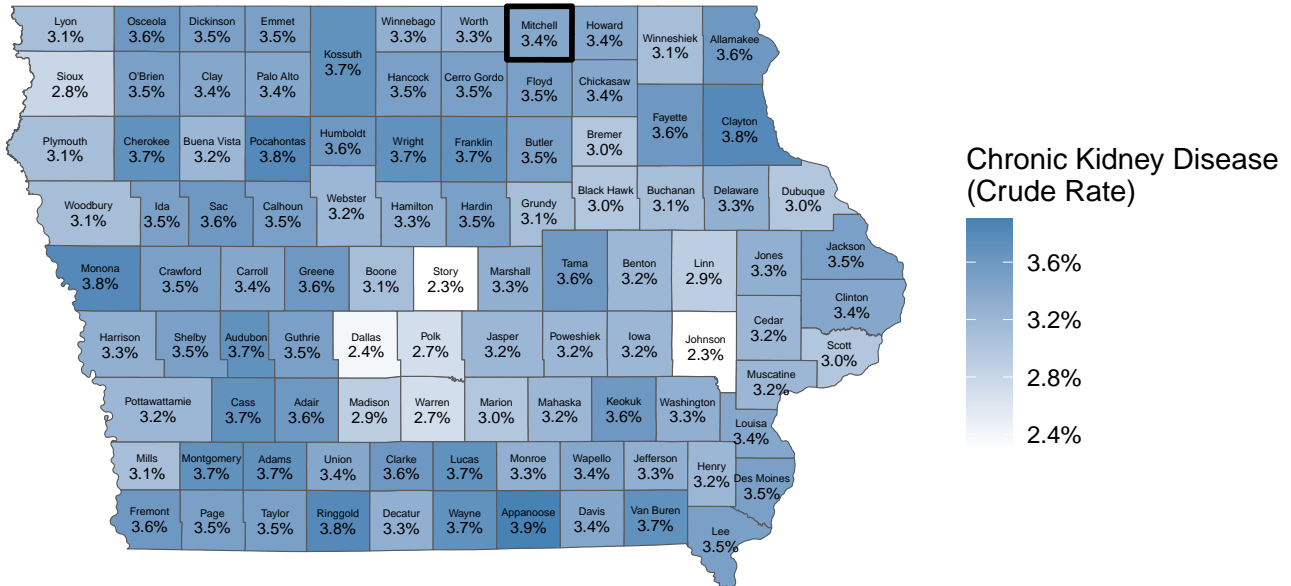 Lyon
3.1%
Osceola
3.6%
Dickinson
3.5%
Emmet
3.5%
Kossuth
3.7%
Winnebago
3.3%
Worth
3.3%
Mitchell
3.4%
Howard
3.4%
Winneshiek
3.1%
Allamakee
3.6%
Sioux
2.8%
O'Brien
3.5%
Clay
3.4%
Palo Alto
3.4%
Hancock
3.5%
Cerro Gordo
3.5%
Floyd
3.5%
Chickasaw
3.4%
Fayette
3.6%
Clayton
3.8%
Plymouth
3.1%
Cherokee
3.7%
Buena Vista
3.2%
Pocahontas
3.8%
Humboldt
3.6%
Wright
3.7%
Franklin
3.7%
Butler
3.5%
Bremer
3.0%
Woodbury
3.1%
Ida
3.5%
Sac
3.6%
Calhoun
3.5%
Webster
3.2%
Hamilton
3.3%
Hardin
3.5%
Grundy
3.1%
Black Hawk
3.0%
Buchanan
3.1%
Delaware
3.3%
Dubuque
3.0%
Monona
3.8%
Crawford
3.5%
Carroll
3.4%
Greene
3.6%
Boone
3.1%
Story
2.3%
Marshall
3.3%
Tama
3.6%
Benton
3.2%
Linn
2.9%
Jones
3.3%
Jackson
3.5%
Clinton
3.4%
Harrison
3.3%
Shelby
3.5%
Audubon
3.7%
Guthrie
3.5%
Dallas
2.4%
Polk
2.7%
Jasper
3.2%
Poweshiek
3.2%
Iowa
3.2%
Johnson
2.3%
Cedar
3.2%
Scott
3.0%
Muscatine
3.2%
Pottawattamie
3.2%
Cass
3.7%
Adair
3.6%
Madison
2.9%
Warren
2.7%
Marion
3.0%
Mahaska
3.2%
Keokuk
3.6%
Washington
3.3%
Louisa
3.4%
Mills
3.1%
Montgomery
3.7%
Adams
3.7%
Union
3.4%
Clarke
3.6%
Lucas
3.7%
Monroe
3.3%
Wapello
3.4%
Jefferson
3.3%
Henry
3.2%
Des Moines
3.5%
Fremont
3.6%
Page
3.5%
Taylor
3.5%
Ringgold
3.8%
Decatur
3.3%
Wayne
3.7%
Appanoose
3.9%
Davis
3.4%
Van Buren
3.7%
Lee
3.5%
Chronic Kidney Disease
(Crude Rate)
3.6%
3.2%
2.8%
2.4%